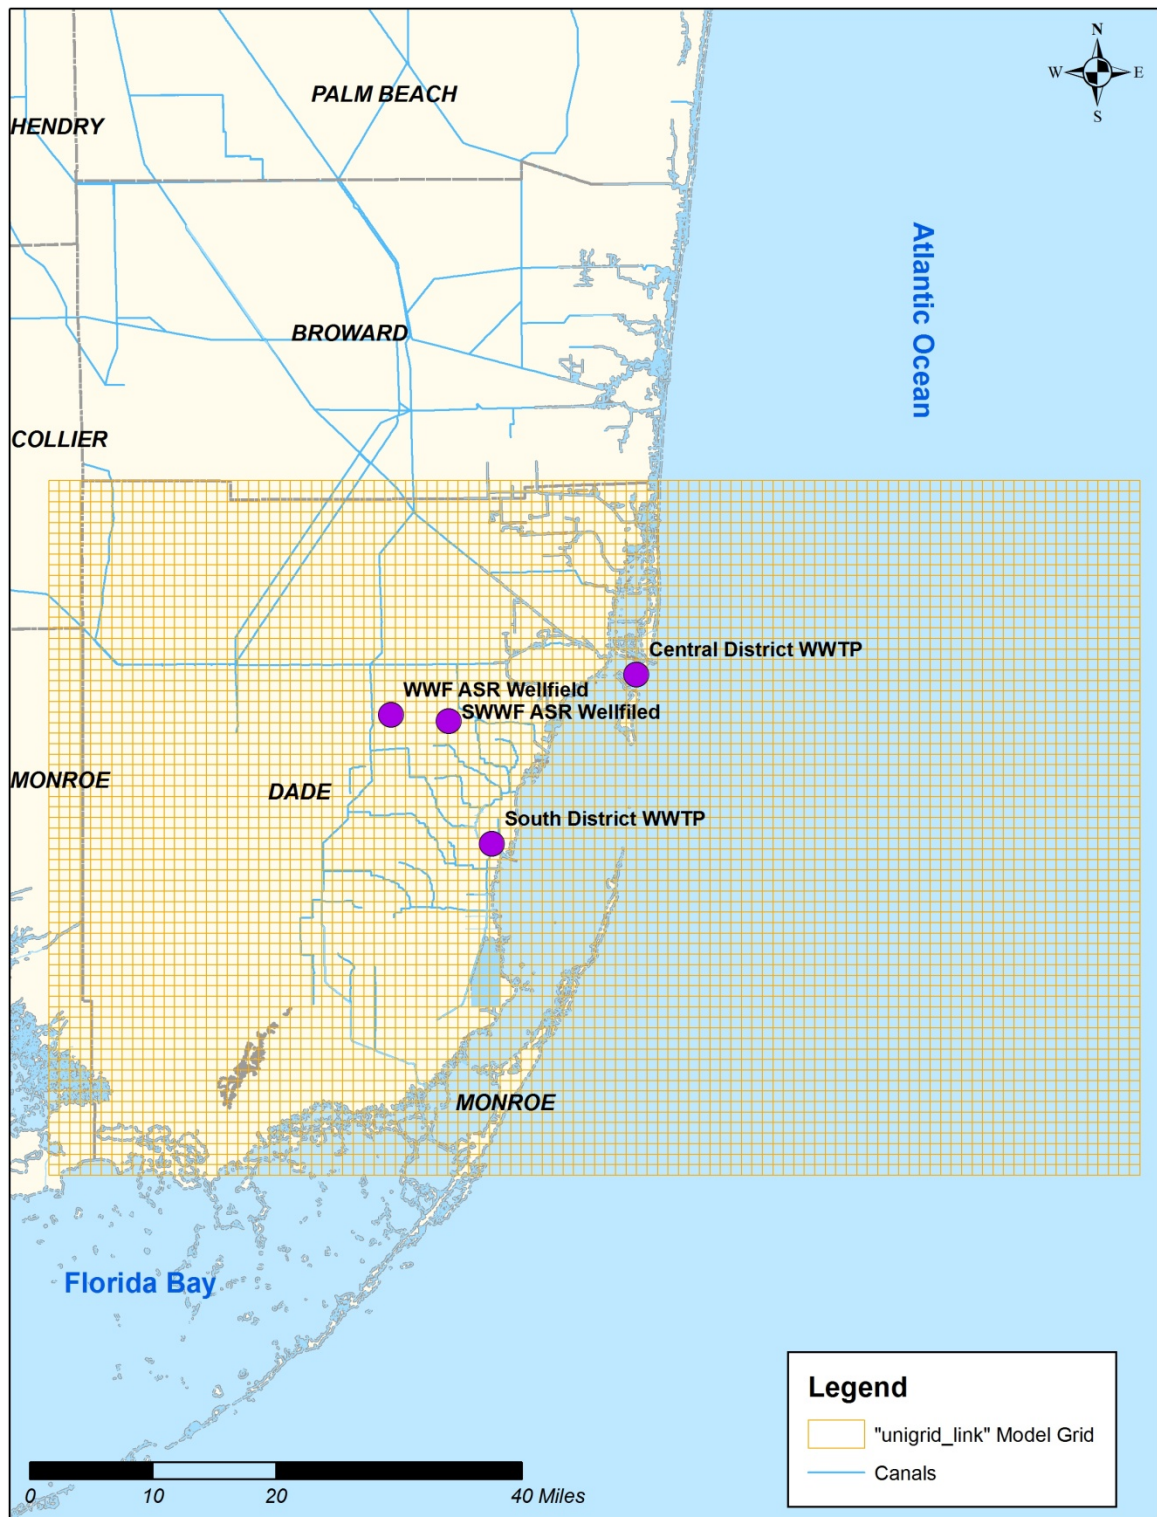 N
W E
S
PALM BEACH
HENDRY
Atlantic Ocean
BROWARD
COLLIER
Central District WWTP
WWF ASR Wellfield
SWWF ASR Wellfiled
MONROE
DADE
South District WWTP
MONROE
Florida Bay
Legend
"unigrid_link" Model Grid
Canals
0 10 20 40 Miles